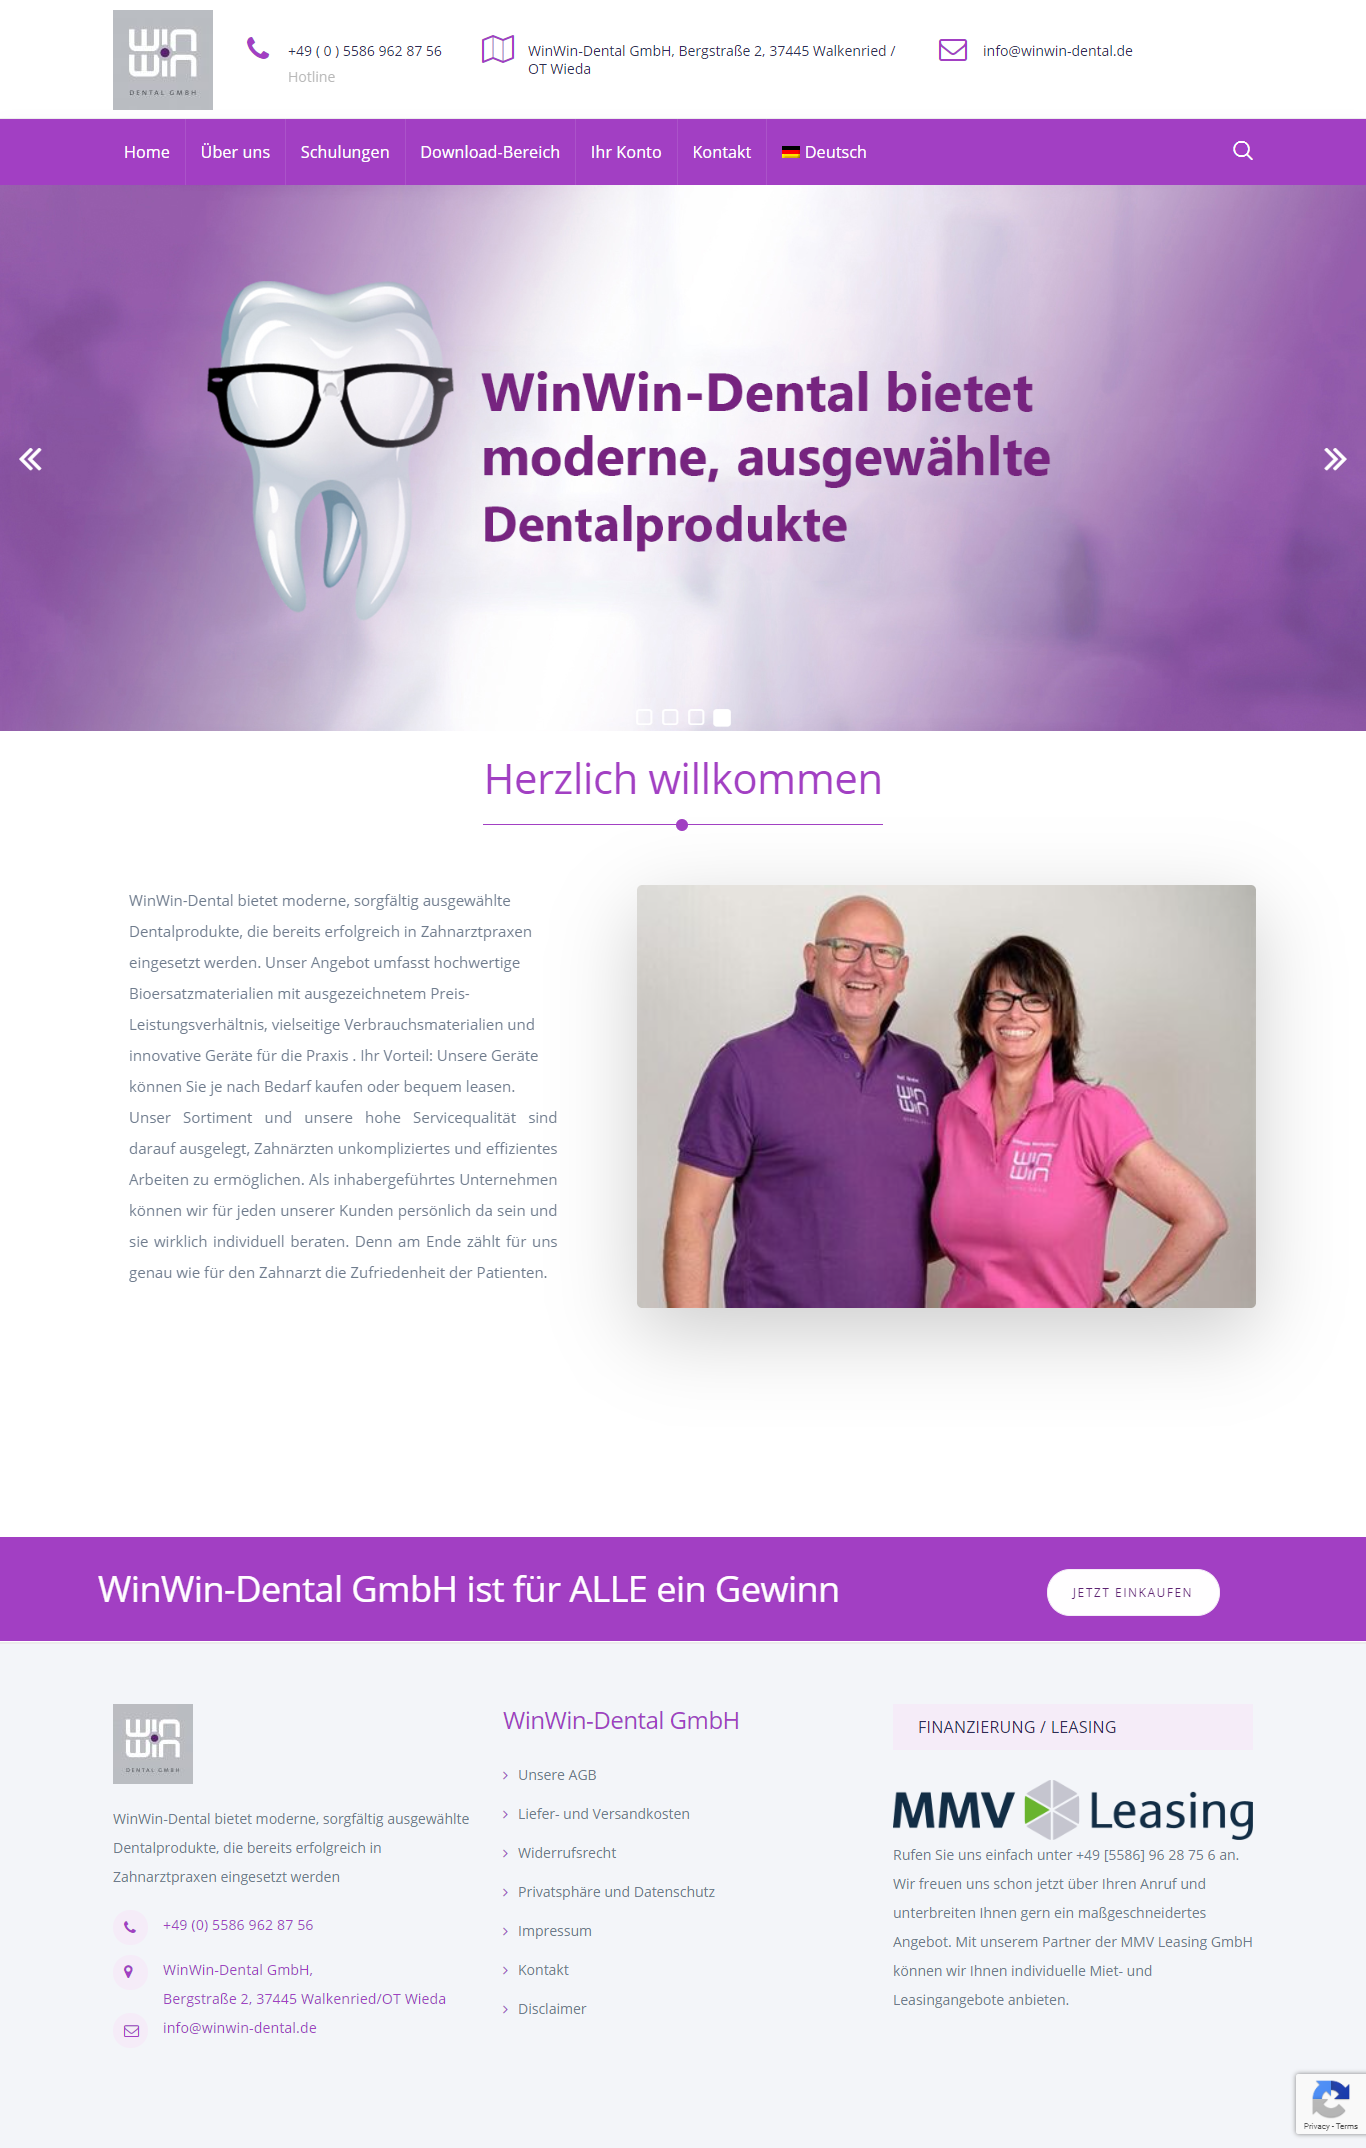 win
win
DENTAL GMBH
+49 ( 0 ) 5586 962 87 56
Hotline
WinWin-Dental GmbH, Bergstraße 2, 37445 Walkenried /
OT Wieda
info@winwin-dental.de
Home
Über uns
Schulungen
Download-Bereich
Ihr Konto
Kontakt
Deutsch
WinWin-Dental bietet
moderne, ausgewählte
Dentalprodukte
Herzlich willkommen
WinWin-Dental bietet moderne, sorgfältig ausgewählte
Dentalprodukte, die bereits erfolgreich in Zahnarztpraxen
eingesetzt werden. Unser Angebot umfasst hochwertige
Bioersatzmaterialien mit ausgezeichnetem Preis-
Leistungsverhältnis, vielseitige Verbrauchsmaterialien und
innovative Geräte für die Praxis . Ihr Vorteil: Unsere Geräte
können Sie je nach Bedarf kaufen oder bequem leasen.
Unser Sortiment und unsere hohe Servicequalität sind
darauf ausgelegt, Zahnärzten unkompliziertes und effizientes
Arbeiten zu ermöglichen. Als inhabergeführtes Unternehmen
können wir für jeden unserer Kunden persönlich da sein und
sie wirklich individuell beraten. Denn am Ende zählt für uns
genau wie für den Zahnarzt die Zufriedenheit der Patienten.
win
win
win
win
WinWin-Dental GmbH ist für ALLE ein Gewinn
JETZT EINKAUFEN
win
win
DENTAL GMBH
WinWin-Dental bietet moderne, sorgfältig ausgewählte
Dentalprodukte, die bereits erfolgreich in
Zahnarztpraxen eingesetzt werden
+49 (0) 5586 962 87 56
WinWin-Dental GmbH,
Bergstraße 2, 37445 Walkenried/OT Wieda
info@winwin-dental.de
WinWin-Dental GmbH
Unsere AGB
Liefer- und Versandkosten
Widerrufsrecht
Privatsphäre und Datenschutz
Impressum
Kontakt
Disclaimer
FINANZIERUNG / LEASING
MMV Leasing
Rufen Sie uns einfach unter +49 [5586] 96 28 75 6 an.
Wir freuen uns schon jetzt über Ihren Anruf und
unterbreiten Ihnen gern ein maßgeschneidertes
Angebot. Mit unserem Partner der MMV Leasing GmbH
können wir Ihnen individuelle Miet- und
Leasingangebote anbieten.
Privacy - Terms